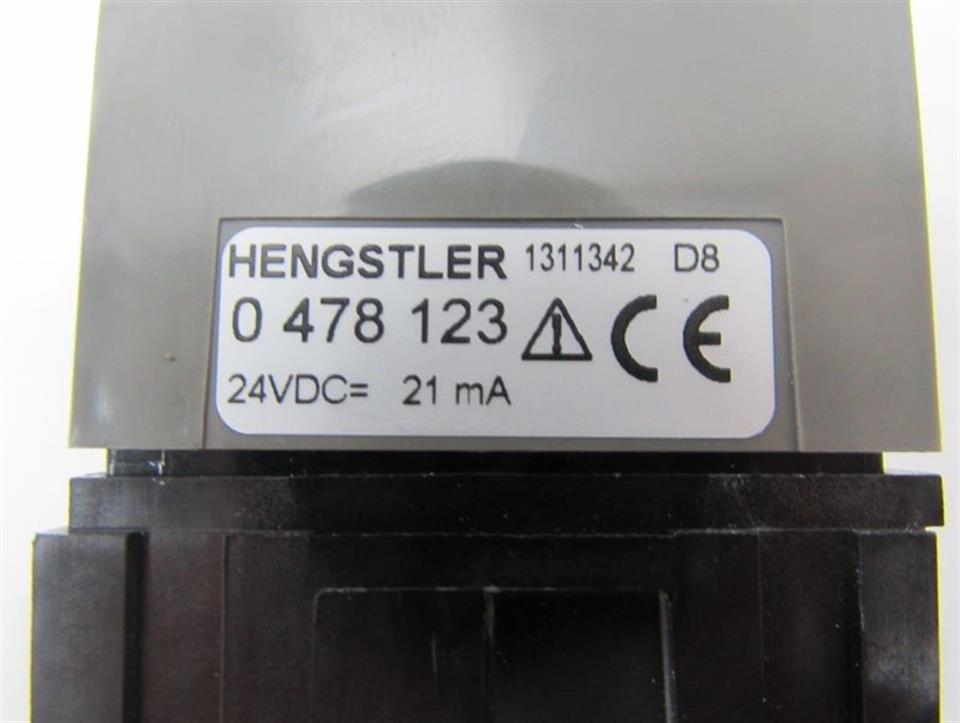 HENGSTLER 1311342 D8
0 478 123 ⚠ CE
24VDC= 21 mA